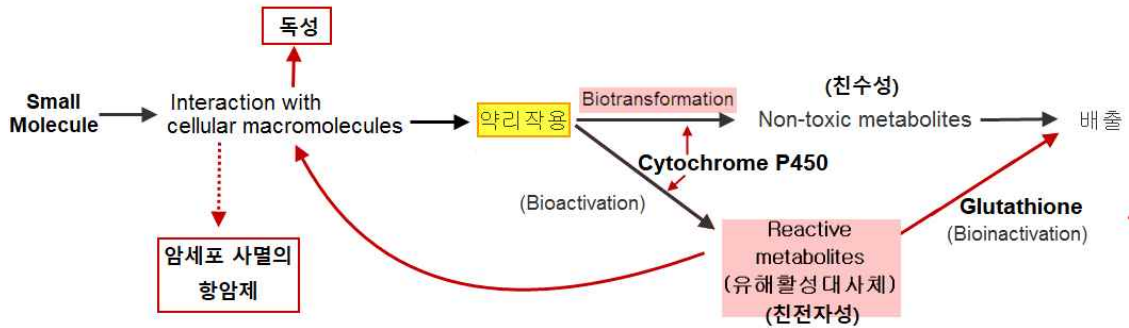 독성
Small
Molecule
Interaction with
cellular macromolecules
약리작용
Biotransformation
(친수성)
Non-toxic metabolites
배출
Cytochrome P450
(Bioactivation)
Glutathione
(Bioinactivation)
암세포 사멸의
항암제
Reactive
metabolites
(유해활성대사체)
(친전자성)